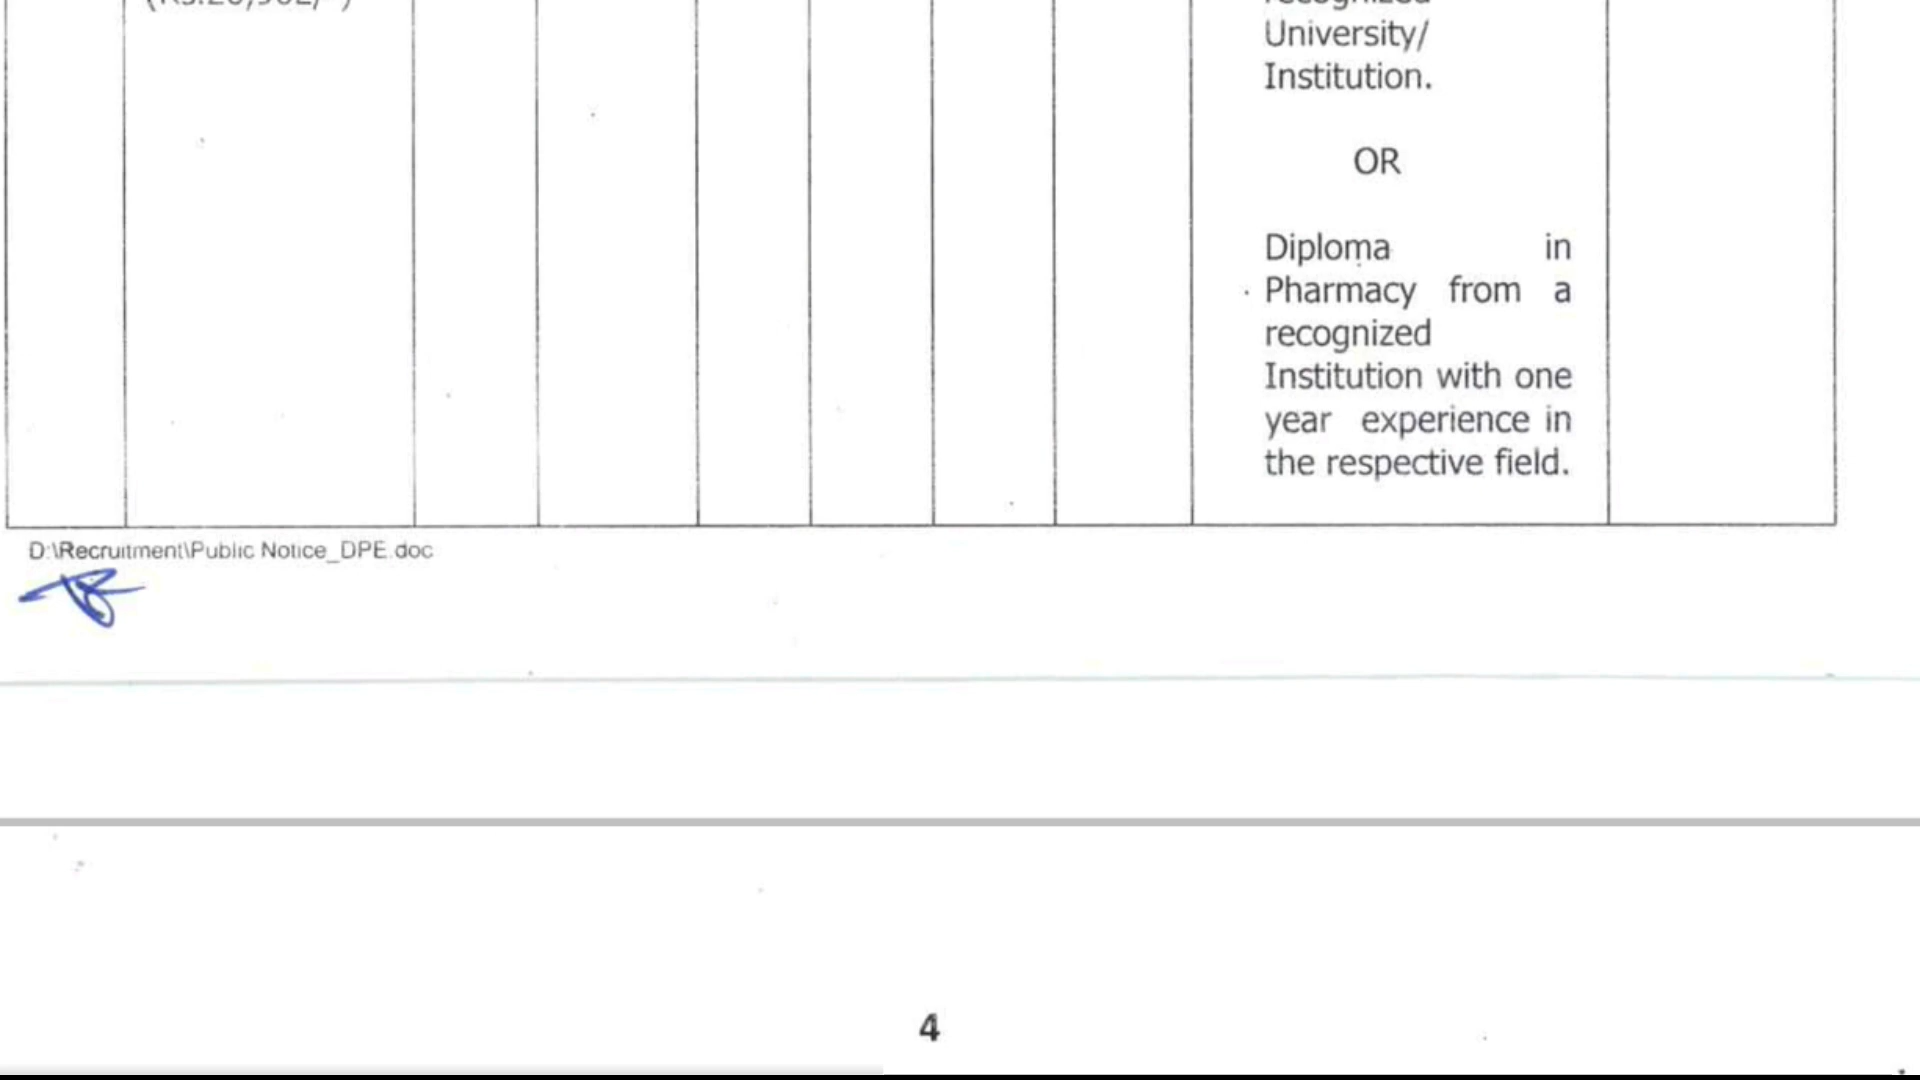 recognized
University/
Institution.
OR
Diploma in
Pharmacy from a
recognized
Institution with one
year experience in
the respective field.
D:\Recruitment\Public Notice_DPE.doc
4